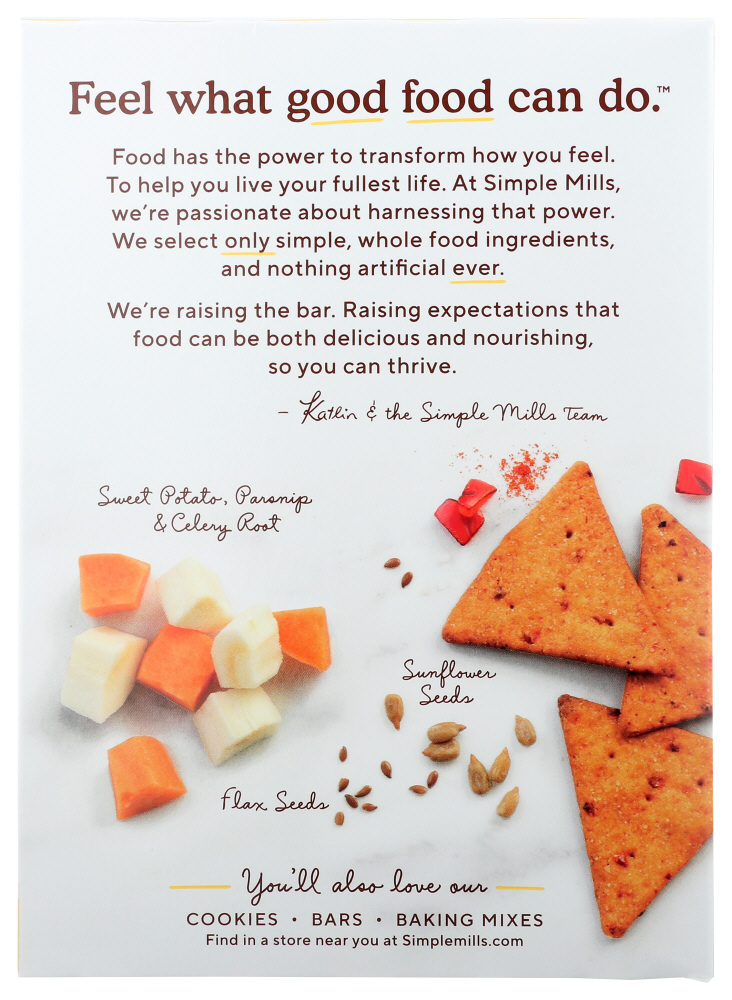 Feel what good food can do.™
Food has the power to transform how you feel.
To help you live your fullest life. At Simple Mills,
we're passionate about harnessing that power.
We select only simple, whole food ingredients,
and nothing artificial ever.
We're raising the bar. Raising expectations that
food can be both delicious and nourishing,
so you can thrive.
– Katlin & the Simple Mills Team
Sweet Potato, Parsnip
& Celery Root
Sunflower
Seeds
Flax Seeds
You'll also love our
COOKIES • BARS • BAKING MIXES
Find in a store near you at Simplemills.com